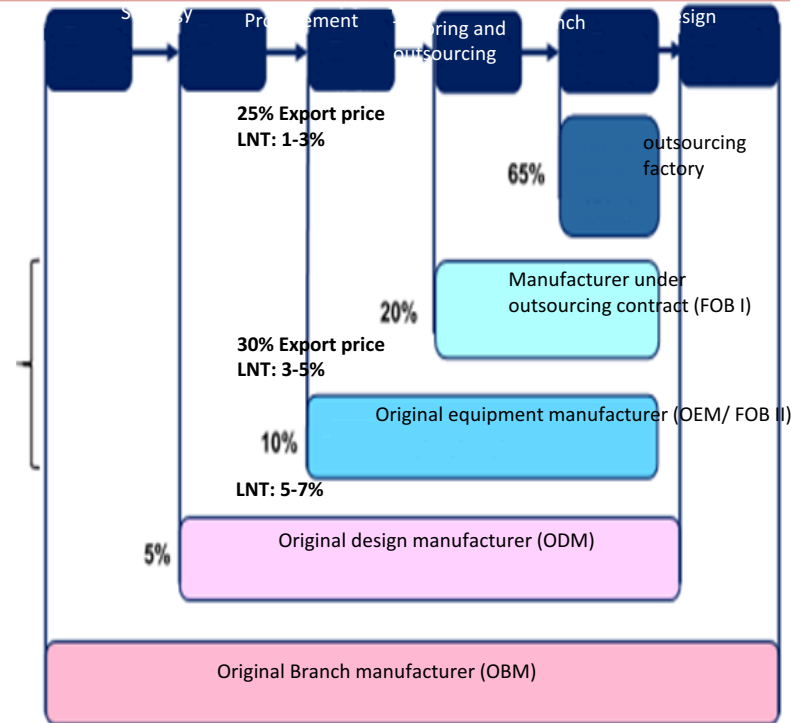 Procurement
outsourcing
25% Export price
LNT: 1-3%
outsourcing
factory
65%
Manufacturer under
outsourcing contract (FOB I)
20%
30% Export price
LNT: 3-5%
Original equipment manufacturer (OEM/ FOB II)
10%
LNT: 5-7%
Original design manufacturer (ODM)
5%
Original Branch manufacturer (OBM)